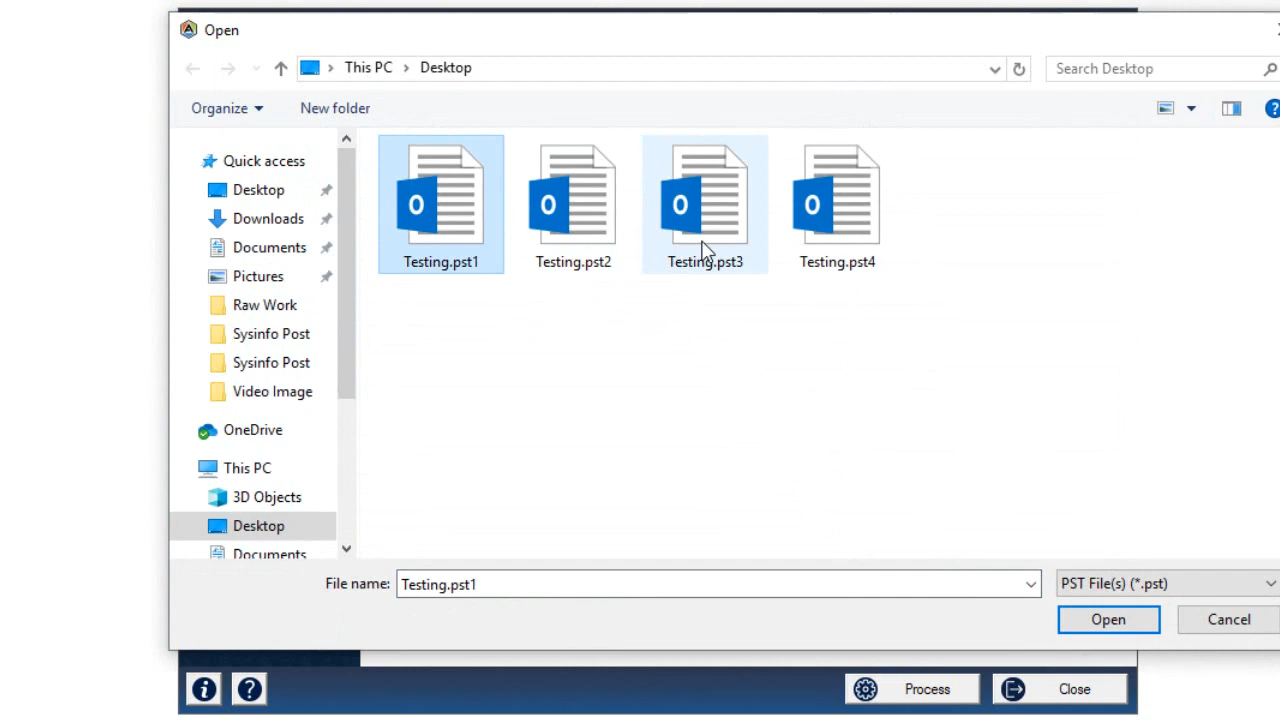 Open
This PC > Desktop
Search Desktop
Organize
New folder
Quick access
Desktop
Downloads
Documents
Pictures
Raw Work
Sysinfo Post
Sysinfo Post
Video Image
OneDrive
This PC
3D Objects
Desktop
Documents
O O O O
Testing.pst1 Testing.pst2 Testing.pst3 Testing.pst4
File name: Testing.pst1
PST File(s) (*.pst)
Open Cancel
i ? Process Close